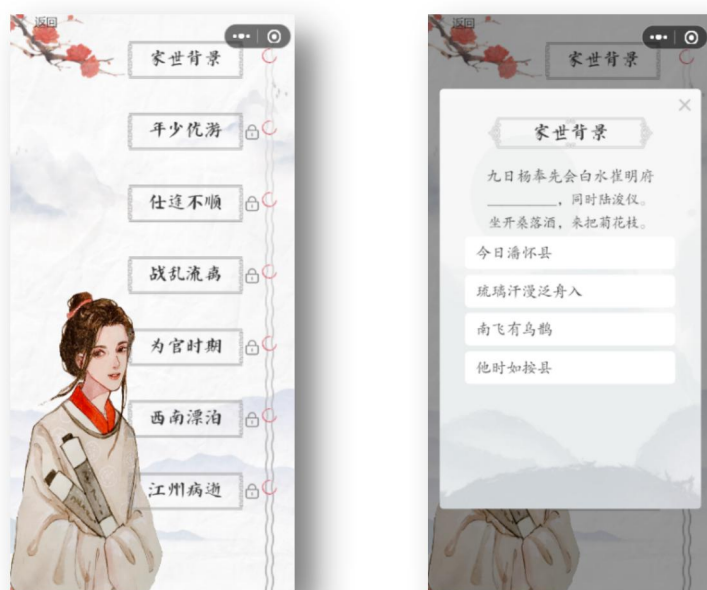 返回
家世背景
年少优游
仕途不顺
战乱流离
为官时期
西南漂泊
江州病逝
返回
家世背景
家世背景
九日杨奉先会白水崔明府
________，同时陆浚仪。
坐开桑落酒，来把菊花枝。
今日潘怀县
琉璃汗漫泛舟入
南飞有乌鹊
他时如按县